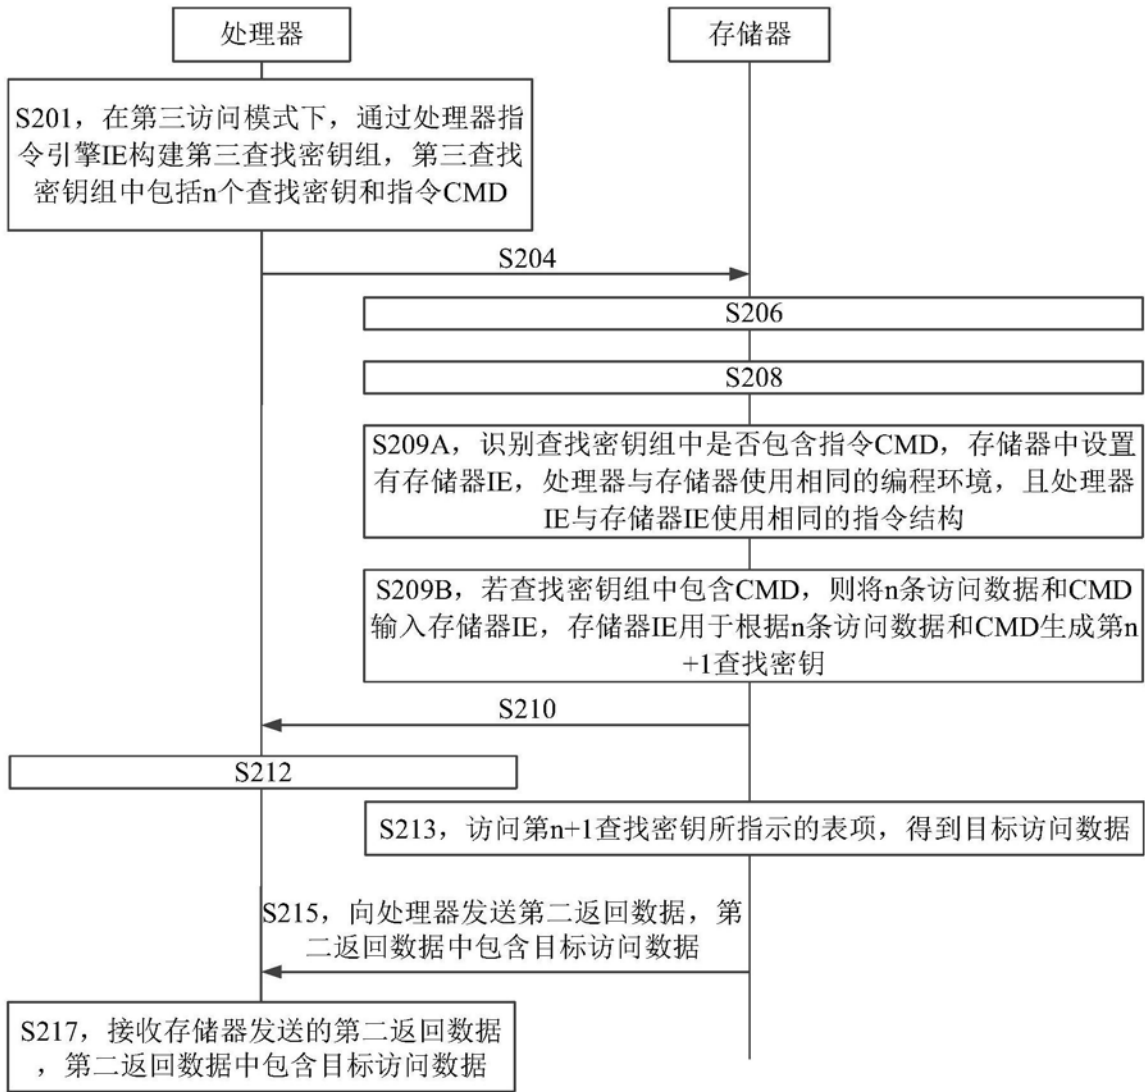 处理器
存储器
S201，在第三访问模式下，通过处理器指
令引擎IE构建第三查找密钥组，第三查找
密钥组中包括n个查找密钥和指令CMD
S204
S206
S208
S209A，识别查找密钥组中是否包含指令CMD，存储器中设置
有存储器IE，处理器与存储器使用相同的编程环境，且处理器
IE与存储器IE使用相同的指令结构
S209B，若查找密钥组中包含CMD，则将n条访问数据和CMD
输入存储器IE，存储器IE用于根据n条访问数据和CMD生成第n
+1查找密钥
S210
S212
S213，访问第n+1查找密钥所指示的表项，得到目标访问数据
S215，向处理器发送第二返回数据，第
二返回数据中包含目标访问数据
S217，接收存储器发送的第二返回数据
，第二返回数据中包含目标访问数据